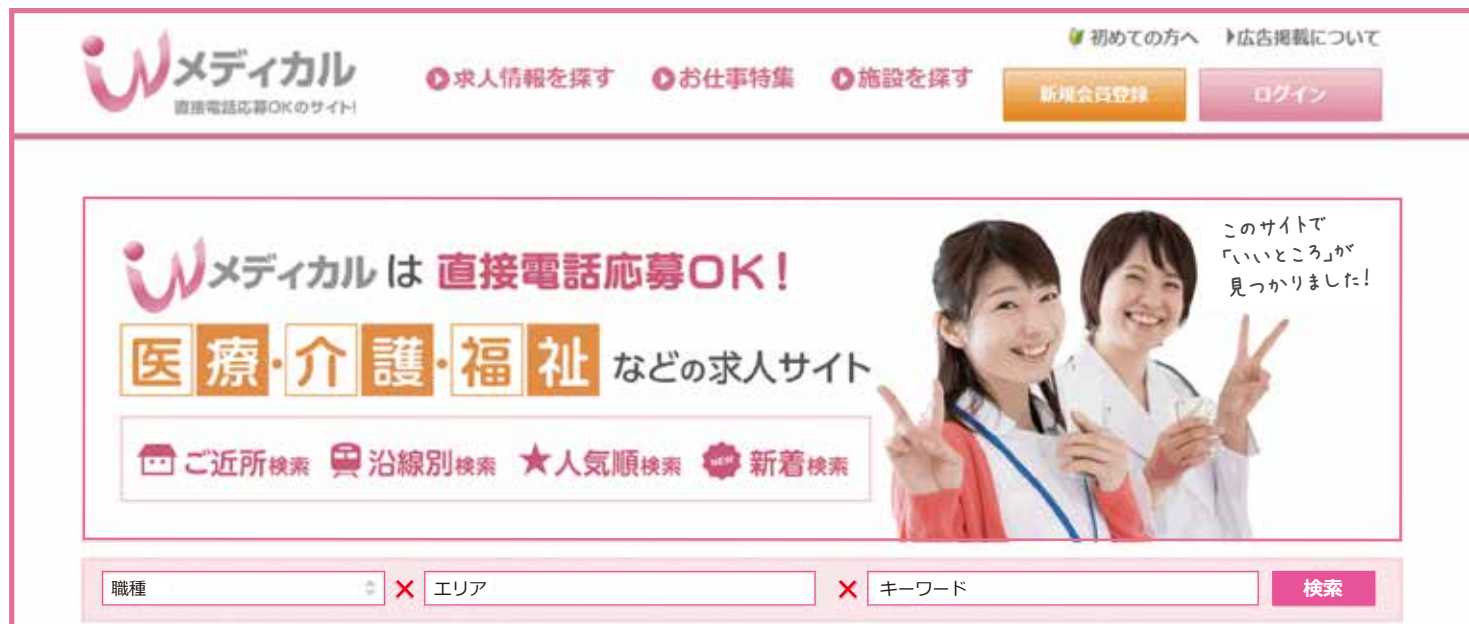 初めての方へ 広告掲載について
Wメディカル
直接電話応募OKのサイト!
求人情報を探す お仕事特集 施設を探す
新規会員登録 ログイン
Wメディカル は 直接電話応募OK!
医療・介護・福祉 などの求人サイト
ご近所検索 沿線別検索 人気順検索 NEW 新着検索
このサイトで
「いいところ」が
見つかりました!
職種 × エリア × キーワード 検索